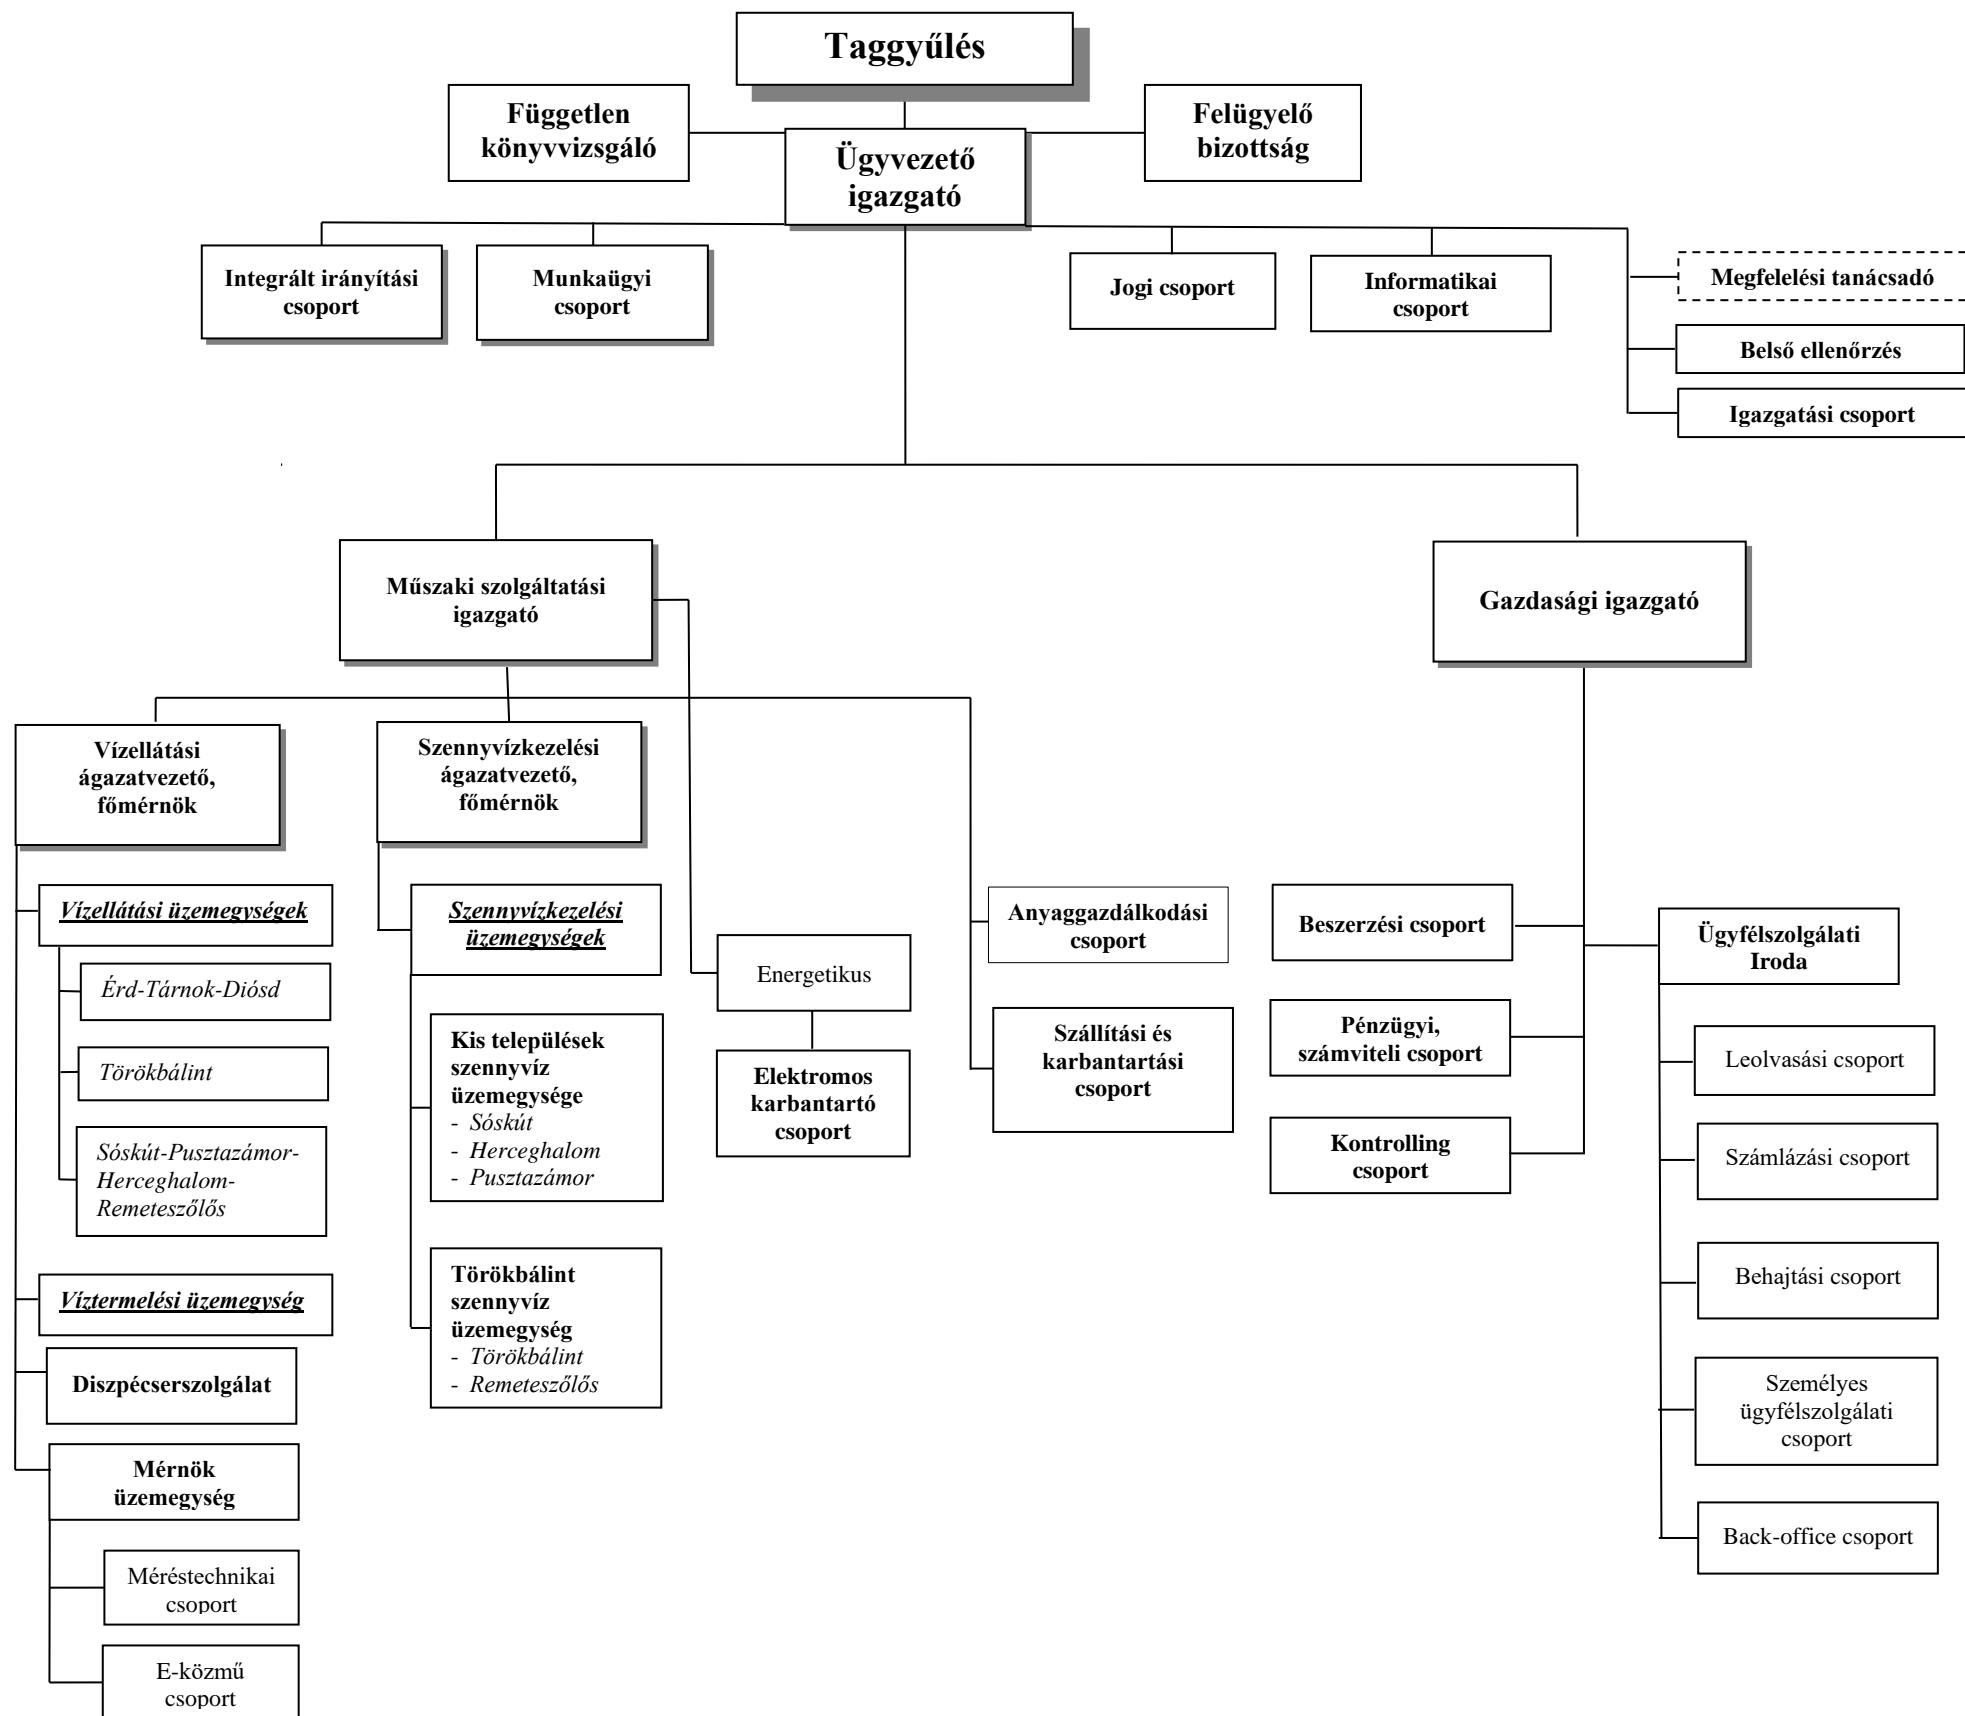 Taggyűlés
Független
könyvvizsgáló
Felügyelő
bizottság
Ügyvezető
igazgató
Integrált irányítási
csoport
Munkaügyi
csoport
Jogi csoport
Informatikai
csoport
Megfelelési tanácsadó
Belső ellenőrzés
Igazgatási csoport
Műszaki szolgáltatási
igazgató
Gazdasági igazgató
Vízellátási
ágazatvezető,
főmérnök
Szennyvízkezelési
ágazatvezető,
főmérnök
Vízellátási üzemegységek
Érd-Tárnok-Diósd
Törökbálint
Sóskút-Pusztazámor-
Herceghalom-
Remeteszőlős
Víztermelési üzemegység
Diszpécserszolgálat
Mérnök
üzemegység
Méréstechnikai
csoport
E-közmű
csoport
Szennyvízkezelési
üzemegységek
Kis települések
szennyvíz
üzemegysége
- Sóskút
- Herceghalom
- Pusztazámor
Törökbálint
szennyvíz
üzemegység
- Törökbálint
- Remeteszőlős
Energetikus
Elektromos
karbantartó
csoport
Anyaggazdálkodási
csoport
Szállítási és
karbantartási
csoport
Beszerzési csoport
Pénzügyi,
számviteli csoport
Kontrolling
csoport
Ügyfélszolgálati
Iroda
Leolvasási csoport
Számlázási csoport
Behajtási csoport
Személyes
ügyfélszolgálati
csoport
Back-office csoport